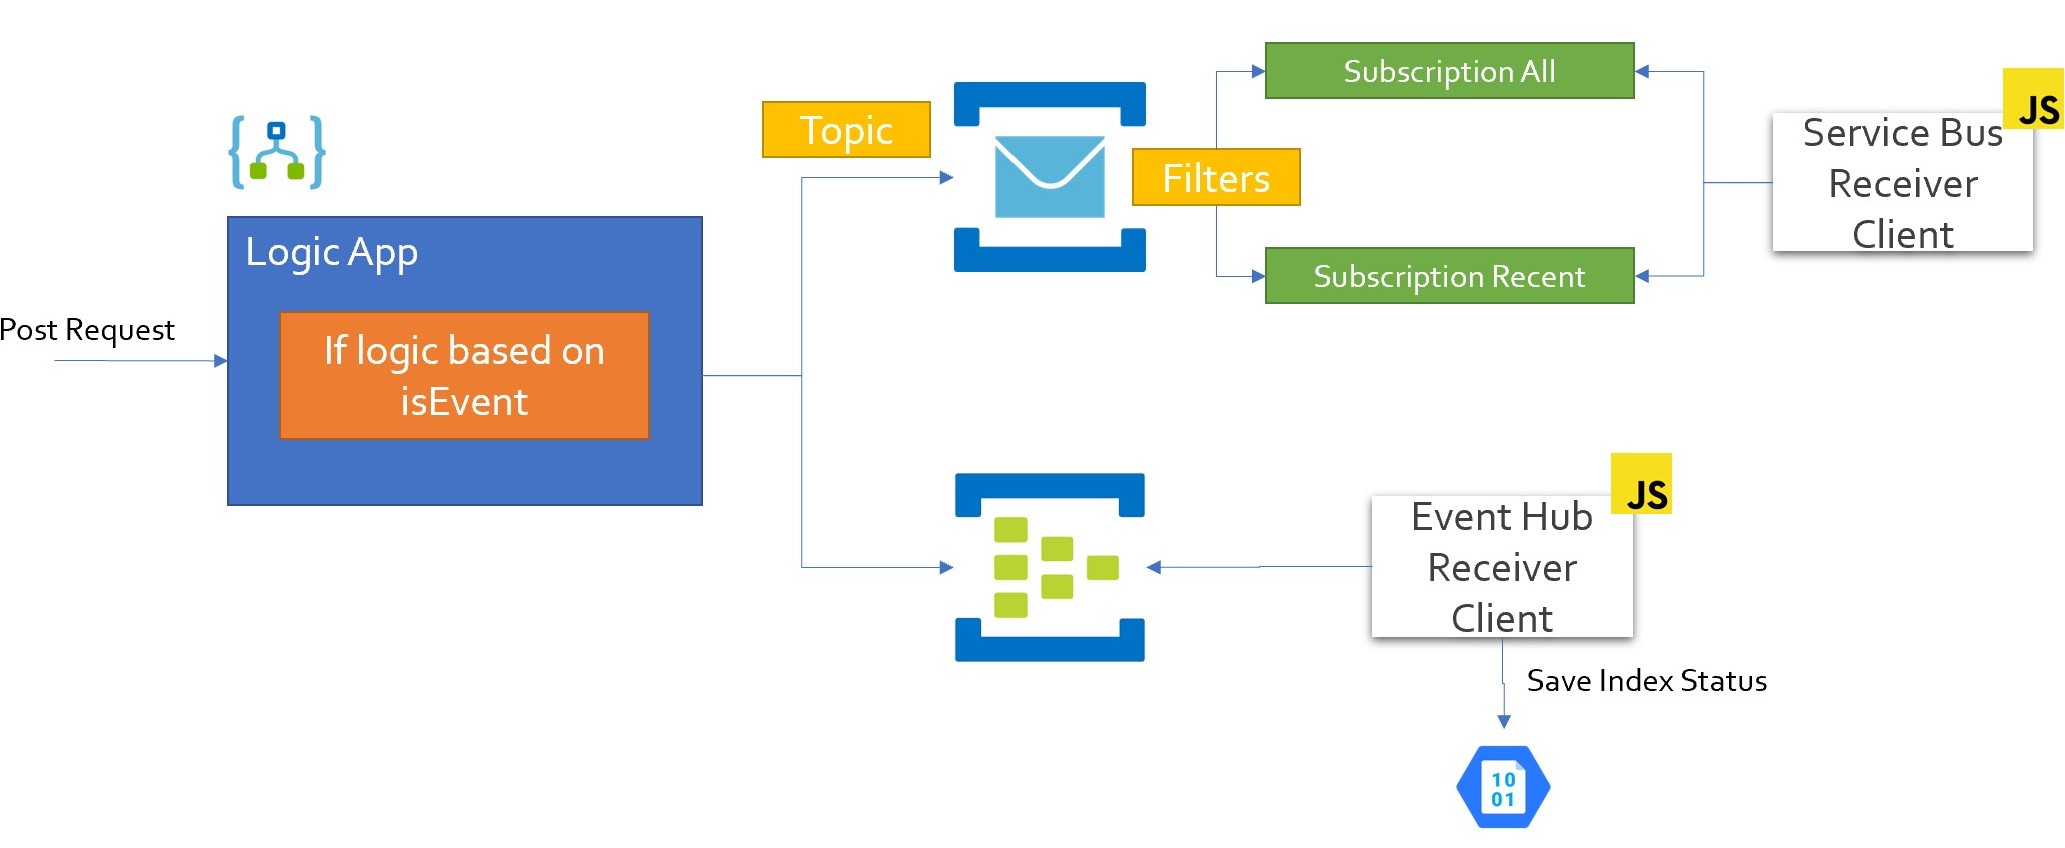 Post Request
Logic App
If logic based on
isEvent
Topic
Filters
Subscription All
Subscription Recent
JS
Service Bus
Receiver
Client
JS
Event Hub
Receiver
Client
Save Index Status
10
01